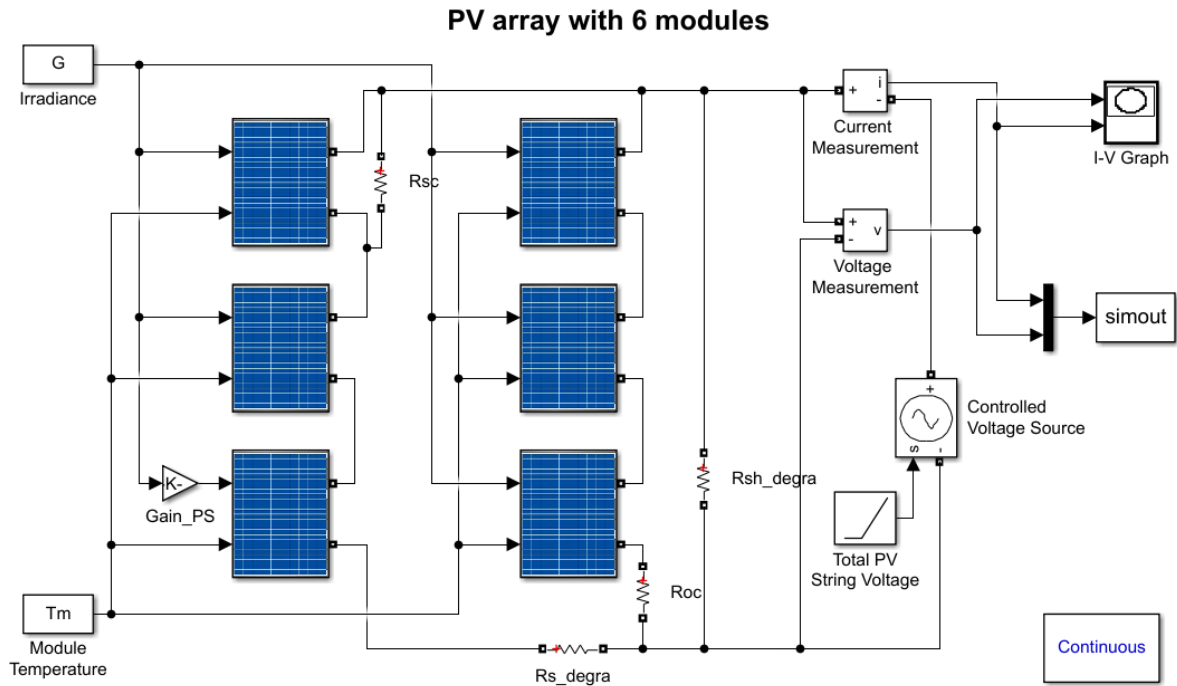 PV array with 6 modules
G
Irradiance
Rsc
+
i
-
Current
Measurement
I-V Graph
+
-
v
Voltage
Measurement
simout
+
s
-
Controlled
Voltage Source
K-
Gain_PS
Rsh_degra
Total PV
String Voltage
Roc
Tm
Module
Temperature
Rs_degra
Continuous